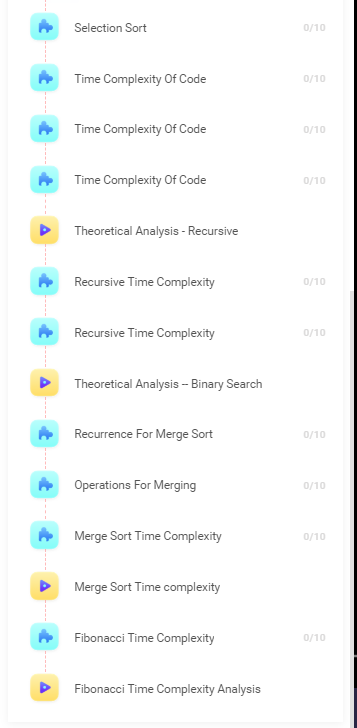 Selection Sort 0/10
Time Complexity Of Code 0/10
Time Complexity Of Code 0/10
Time Complexity Of Code 0/10
Theoretical Analysis - Recursive
Recursive Time Complexity 0/10
Recursive Time Complexity 0/10
Theoretical Analysis – Binary Search
Recurrence For Merge Sort 0/10
Operations For Merging 0/10
Merge Sort Time Complexity 0/10
Merge Sort Time complexity
Fibonacci Time Complexity 0/10
Fibonacci Time Complexity Analysis